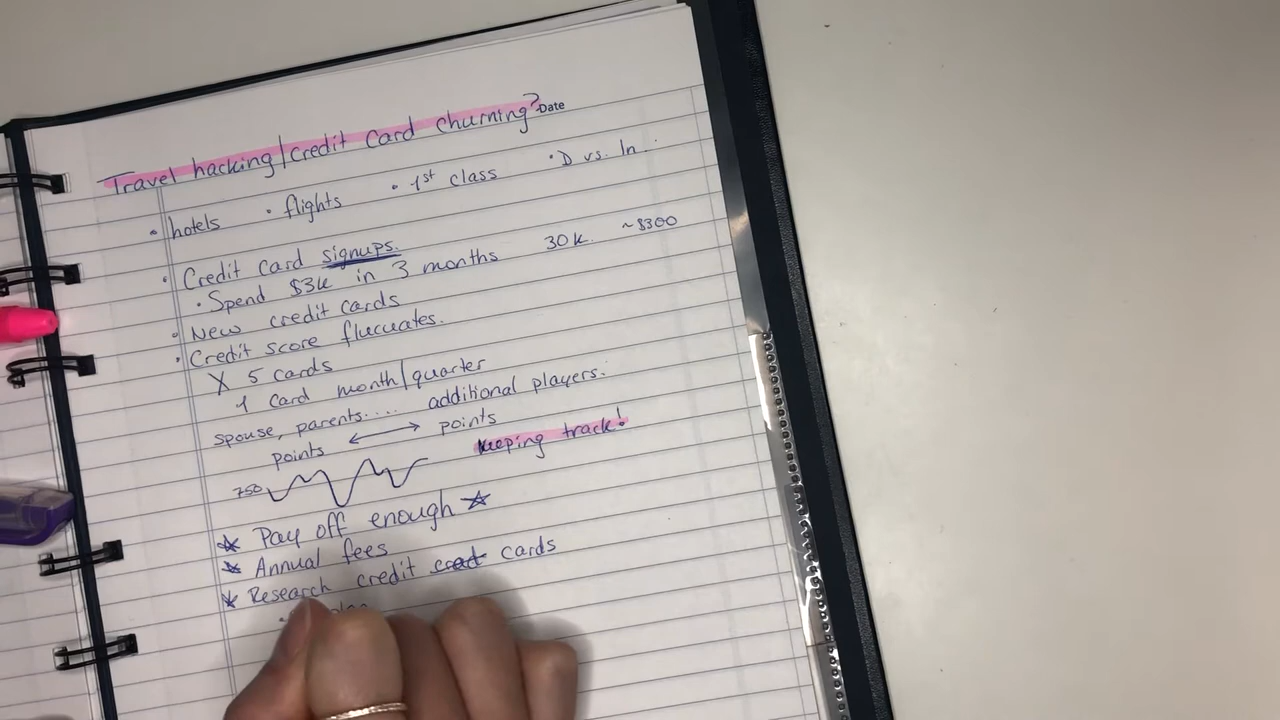 Date
Travel hacking/credit card churning?
• hotels • flights • 1st class • D vs. In.
• Credit card signups.
• Spend $3k in 3 months 30k. ~$300
• New credit cards
• Credit score flucuates.
X 5 cards
1 card month/quarter
spouse, parents.... additional players.
points ⟷ points
keeping track!
750
* Pay off enough *
* Annual fees
* Research credit cards